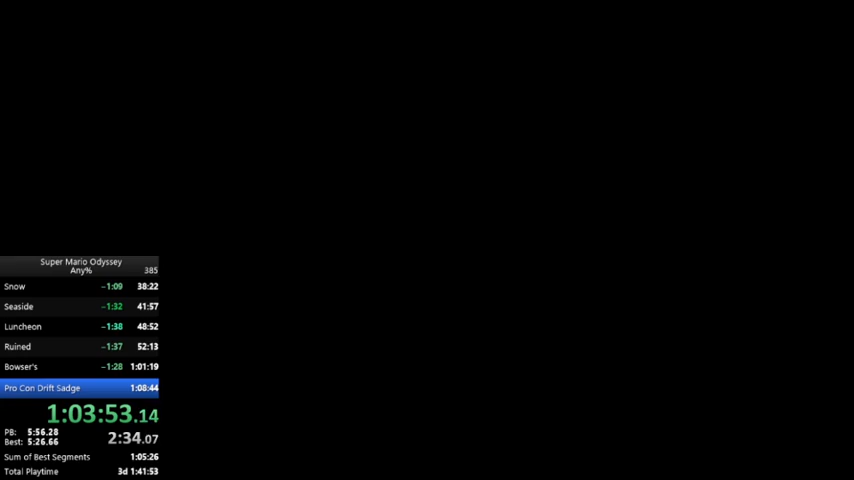 Super Mario Odyssey
Any% 385
Snow −1:09 38:22
Seaside −1:32 41:57
Luncheon −1:38 48:52
Ruined −1:37 52:13
Bowser's −1:28 1:01:19
Pro Con Drift Sadge 1:08:44
1:03:53.14
PB: 5:56.28
Best: 5:26.66 2:34.07
Sum of Best Segments 1:05:26
Total Playtime 3d 1:41:53